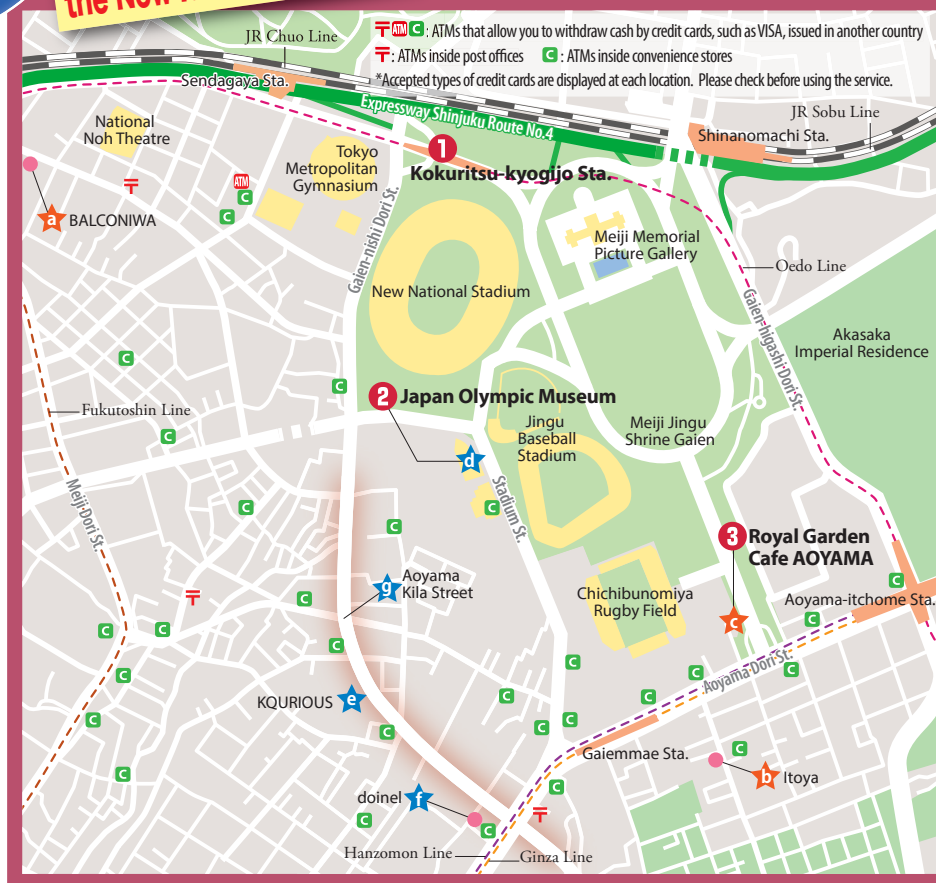 the New N
〒 ATM C : ATMs that allow you to withdraw cash by credit cards, such as VISA, issued in another country
〒 : ATMs inside post offices C : ATMs inside convenience stores
*Accepted types of credit cards are displayed at each location. Please check before using the service.
JR Chuo Line
Sendagaya Sta.
Expressway Shinjuku Route No.4
JR Sobu Line
Shinanomachi Sta.
National
Noh Theatre
Tokyo
Metropolitan
Gymnasium
1
Kokuritsu-kyogijo Sta.
〒
ATM
C
C
a BALCONIWA
Gaien-nishi Dori St.
Meiji Memorial
Picture Gallery
Oedo Line
New National Stadium
Gaien-higashi Dori St.
Akasaka
Imperial Residence
C
C
Fukutoshin Line
2 Japan Olympic Museum
Jingu
Baseball
Stadium
Meiji Jingu
Shrine Gaien
C
d
Meiji Dori St.
Stadium St.
C
C
C
3 Royal Garden
Cafe AOYAMA
g Aoyama
Kila Street
Chichibunomiya
Rugby Field
C
Aoyama-itchome Sta.
〒
C
c
C
C
C
C
C
C
C
C
C
Aoyama Dori St.
KQURIOUS e
C
C
C
C
C
C
Gaiemmae Sta.
C
C
b Itoya
C
doinel f
C
〒
C
C
Hanzomon Line
Ginza Line